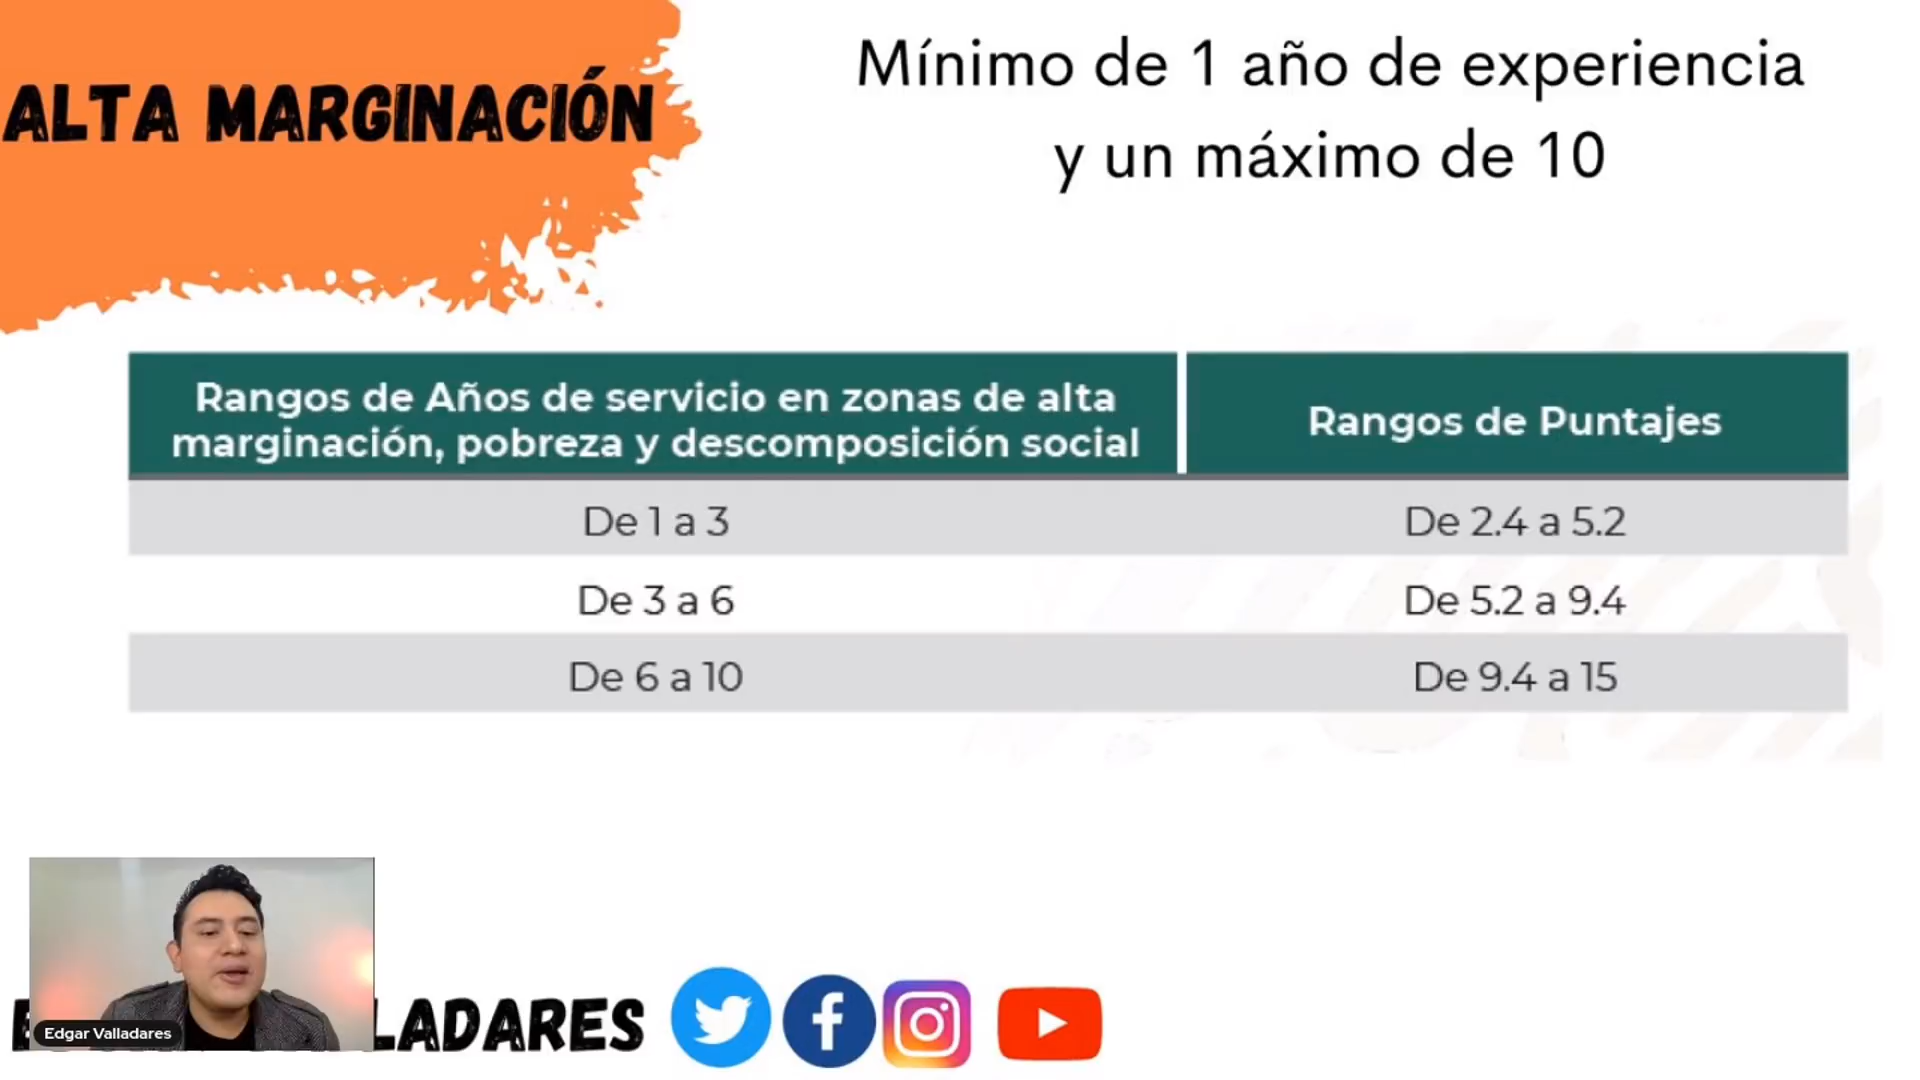 ALTA MARGINACIÓN
Mínimo de 1 año de experiencia
y un máximo de 10
Rangos de Años de servicio en zonas de alta
marginación, pobreza y descomposición social
Rangos de Puntajes
De 1 a 3
De 2.4 a 5.2
De 3 a 6
De 5.2 a 9.4
De 6 a 10
De 9.4 a 15
Edgar Valladares
LADARES